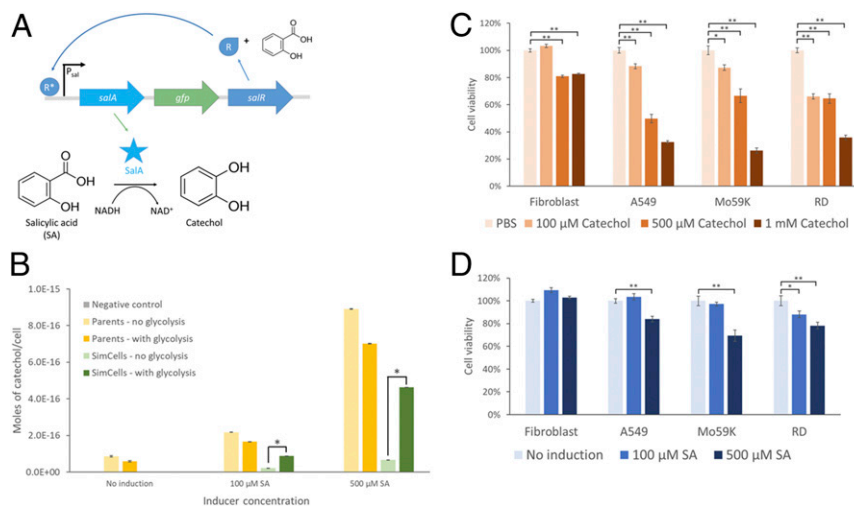 A
R + O
OH
OH
R* P sal
salA gfp salR
SalA
O
OH
OH
NADH NAD⁺
OH
OH
Salicylic acid
(SA)
Catechol
B
Moles of catechol/cell
1.0E-15
8.0E-16
6.0E-16
4.0E-16
2.0E-16
0.0E+00
Negative control
Parents - no glycolysis
Parents - with glycolysis
SimCells - no glycolysis
SimCells - with glycolysis
* *
No induction 100 µM SA 500 µM SA
Inducer concentration
C
Cell viability
120%
100%
80%
60%
40%
20%
0%
**
**
**
**
**
**
**
*
**
**
**
Fibroblast A549 Mo59K RD
PBS 100 µM Catechol 500 µM Catechol 1 mM Catechol
D
Cell viability
120%
100%
80%
60%
40%
20%
0%
** ** **
*
Fibroblast A549 Mo59K RD
No induction 100 µM SA 500 µM SA